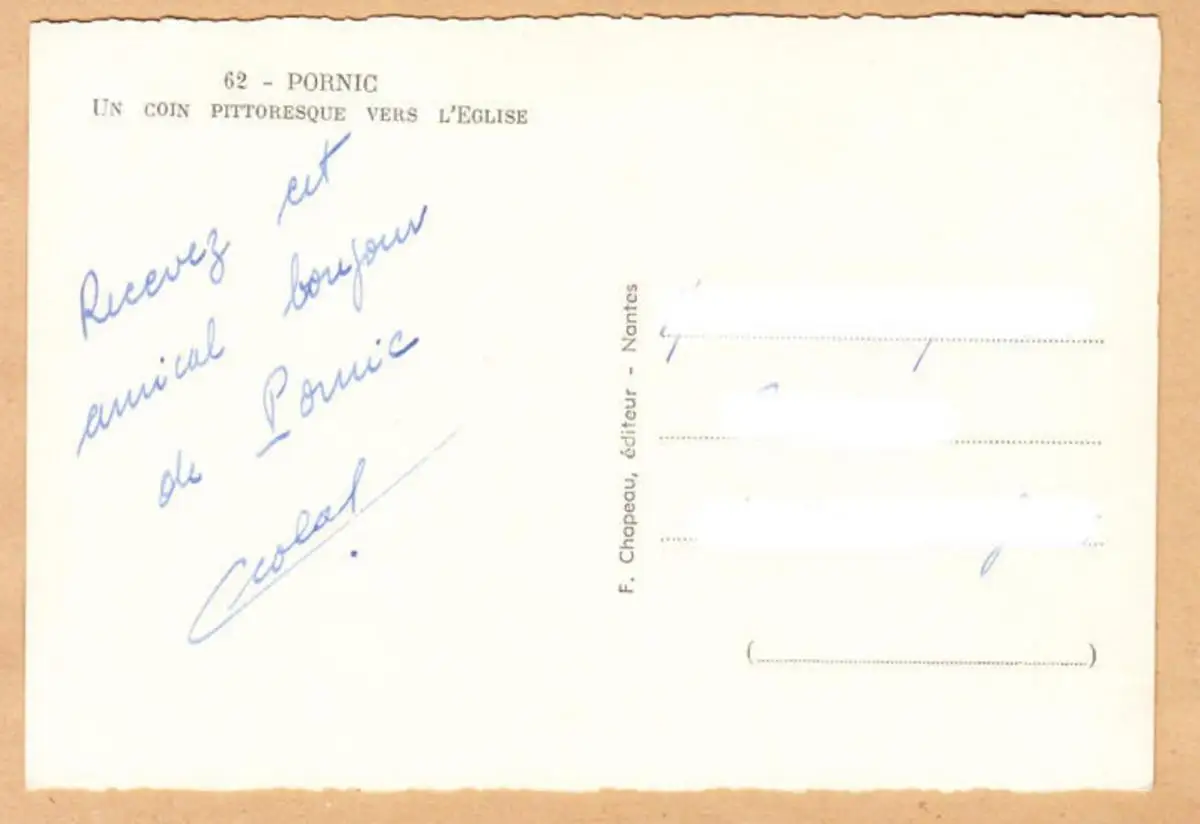 62 - PORNIC
UN COIN PITTORESQUE VERS L'EGLISE
Recevez cet
amical bonjour
de Pornic
F. Chapeau, éditeur - Nantes
(
)